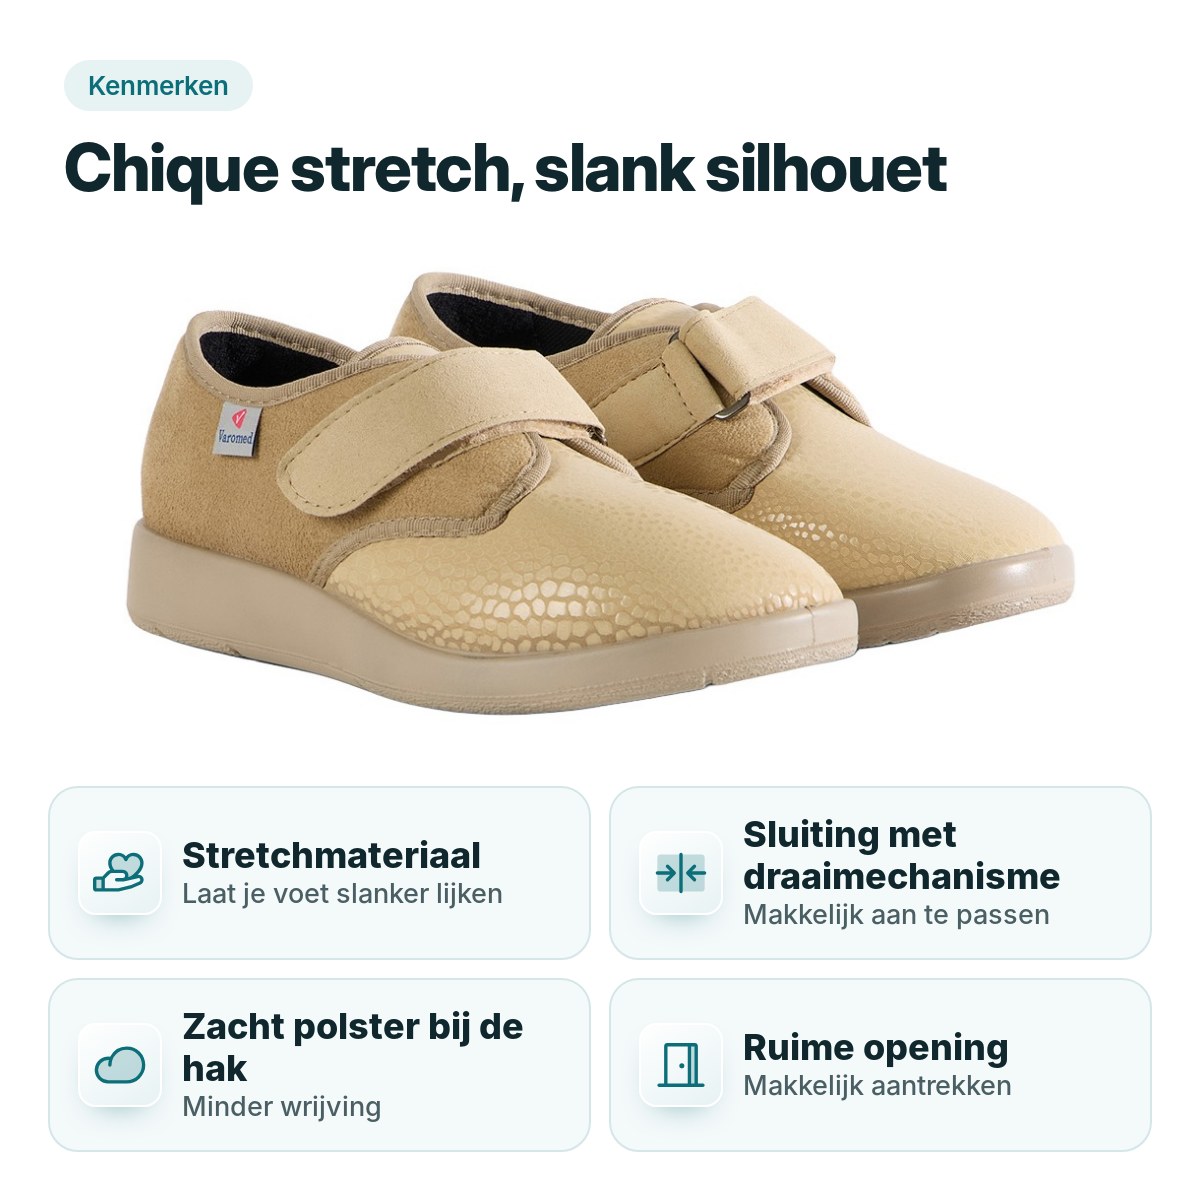 Kenmerken
Chique stretch, slank silhouet
Varomed
Stretchmateriaal
Laat je voet slanker lijken
Sluiting met
draaimechanisme
Makkelijk aan te passen
Zacht polster bij de
hak
Minder wrijving
Ruime opening
Makkelijk aantrekken